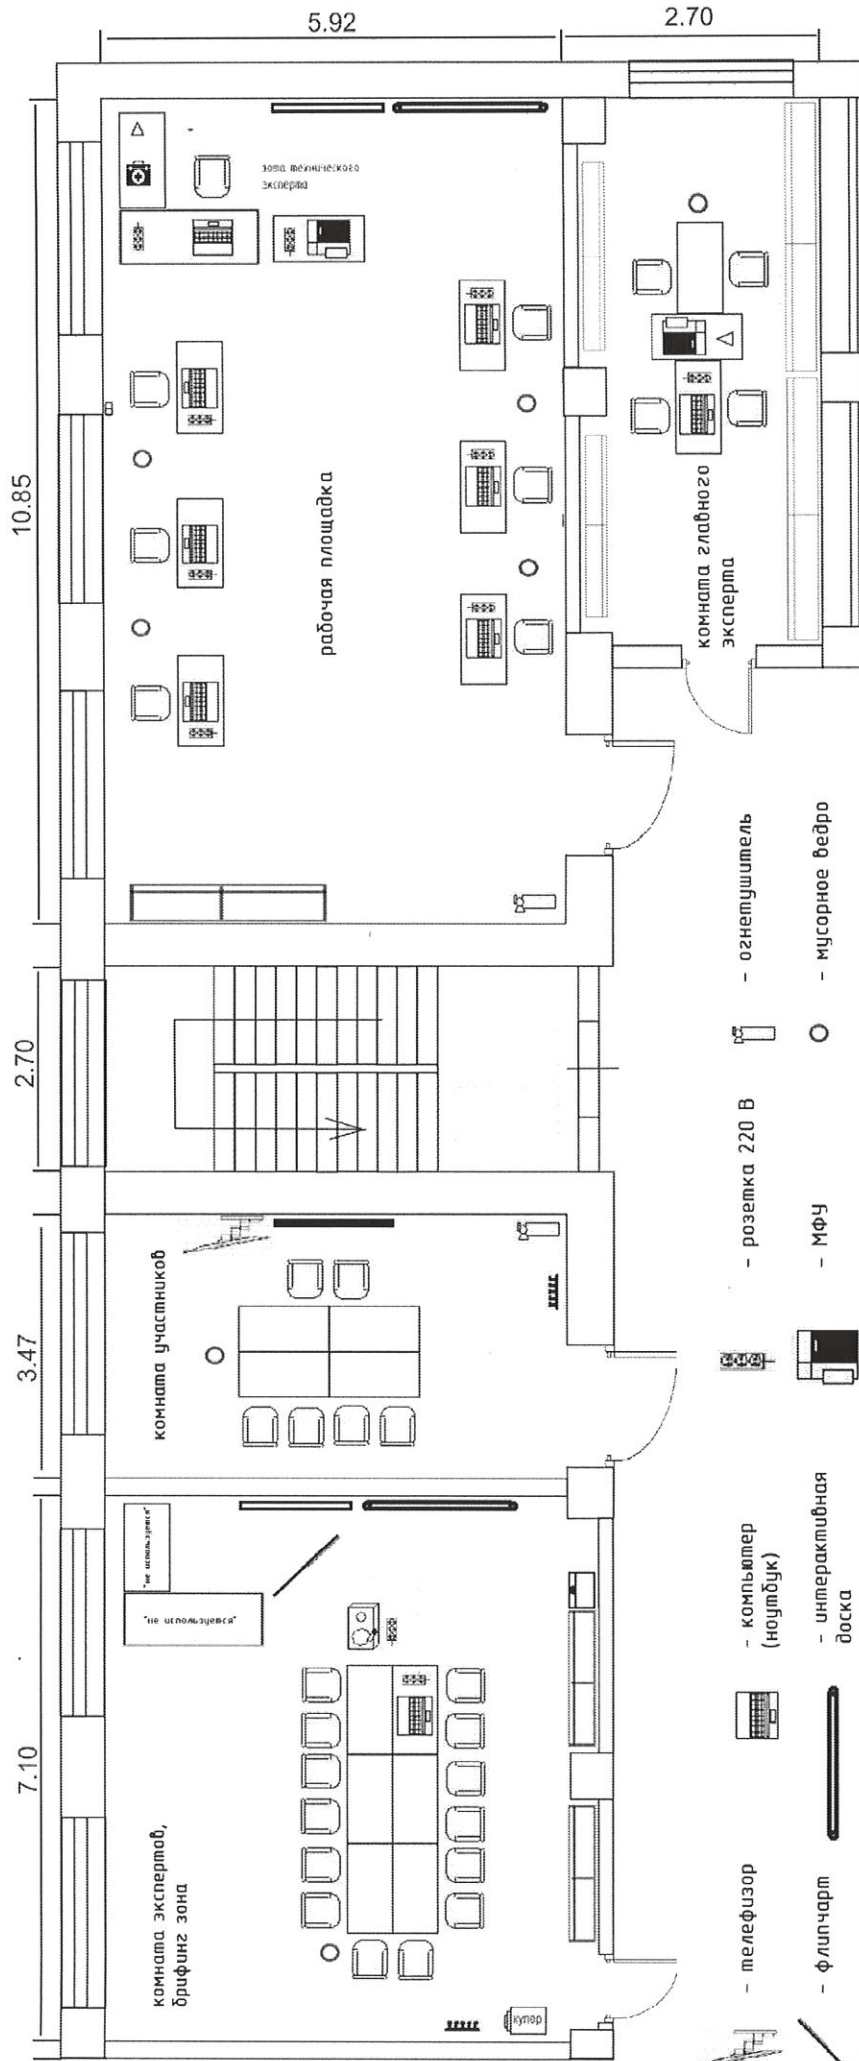 5.92
2.70
10.85
2.70
3.47
7.10
зона технического
эксперта
рабочая площадка
комната главного
эксперта
комната участников
"не используется"
"не используется"
комната экспертов,
брифинг зона
кулер
- огнетушитель
- мусорное ведро
- розетка 220 В
- МФУ
- компьютер
(ноутбук)
- интерактивная
доска
- телефизор
- флипчарт